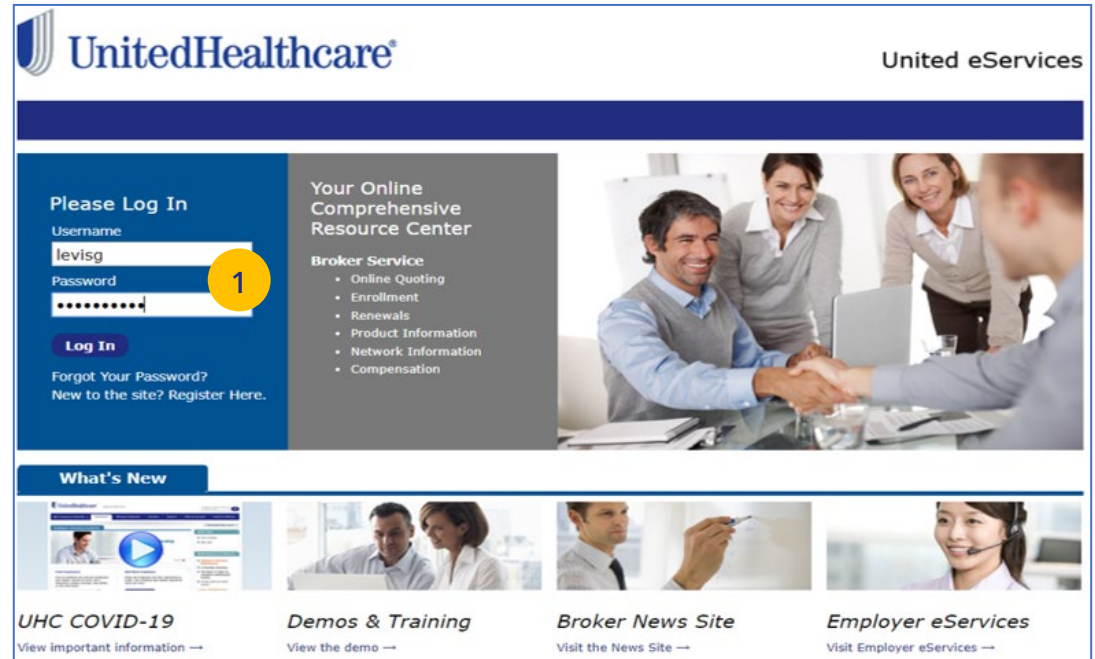 UnitedHealthcare®
United eServices
Please Log In
Username
levisg
Password
••••••••••
1
Log In
Forgot Your Password?
New to the site? Register Here.
Your Online
Comprehensive
Resource Center
Broker Service
• Online Quoting
• Enrollment
• Renewals
• Product Information
• Network Information
• Compensation
What's New
UHC COVID-19
View important information →
Demos & Training
View the demo →
Broker News Site
Visit the News Site →
Employer eServices
Visit Employer eServices →